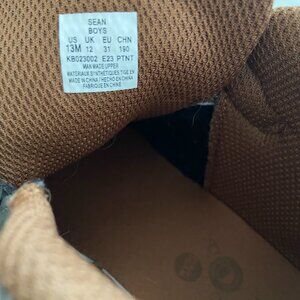 SEAN
BOYS
US UK EU CHN
13M 12 31 190
KB023002 E23 PTNT
MAN MADE UPPER
MATERIAUX SYNTHETIQUES TIGE EN
MADE IN CHINA / HECHO EN CHINA
FABRIQUE EN CHINE